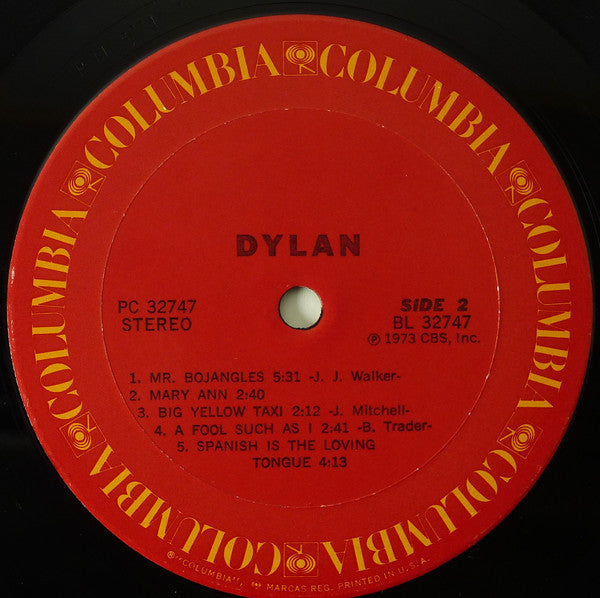 COLUMBIA COLUMBIA COLUMBIA COLUMBIA COLUMBIA COLUMBIA
DYLAN
PC 32747
STEREO
SIDE 2
BL 32747
℗ 1973 CBS, Inc.
1. MR. BOJANGLES 5:31 -J. J. Walker-
2. MARY ANN 2:40
3. BIG YELLOW TAXI 2:12 -J. Mitchell-
4. A FOOL SUCH AS I 2:41 -B. Trader-
5. SPANISH IS THE LOVING
TONGUE 4:13
®"COLUMBIA", MARCAS REG. PRINTED IN U.S.A.